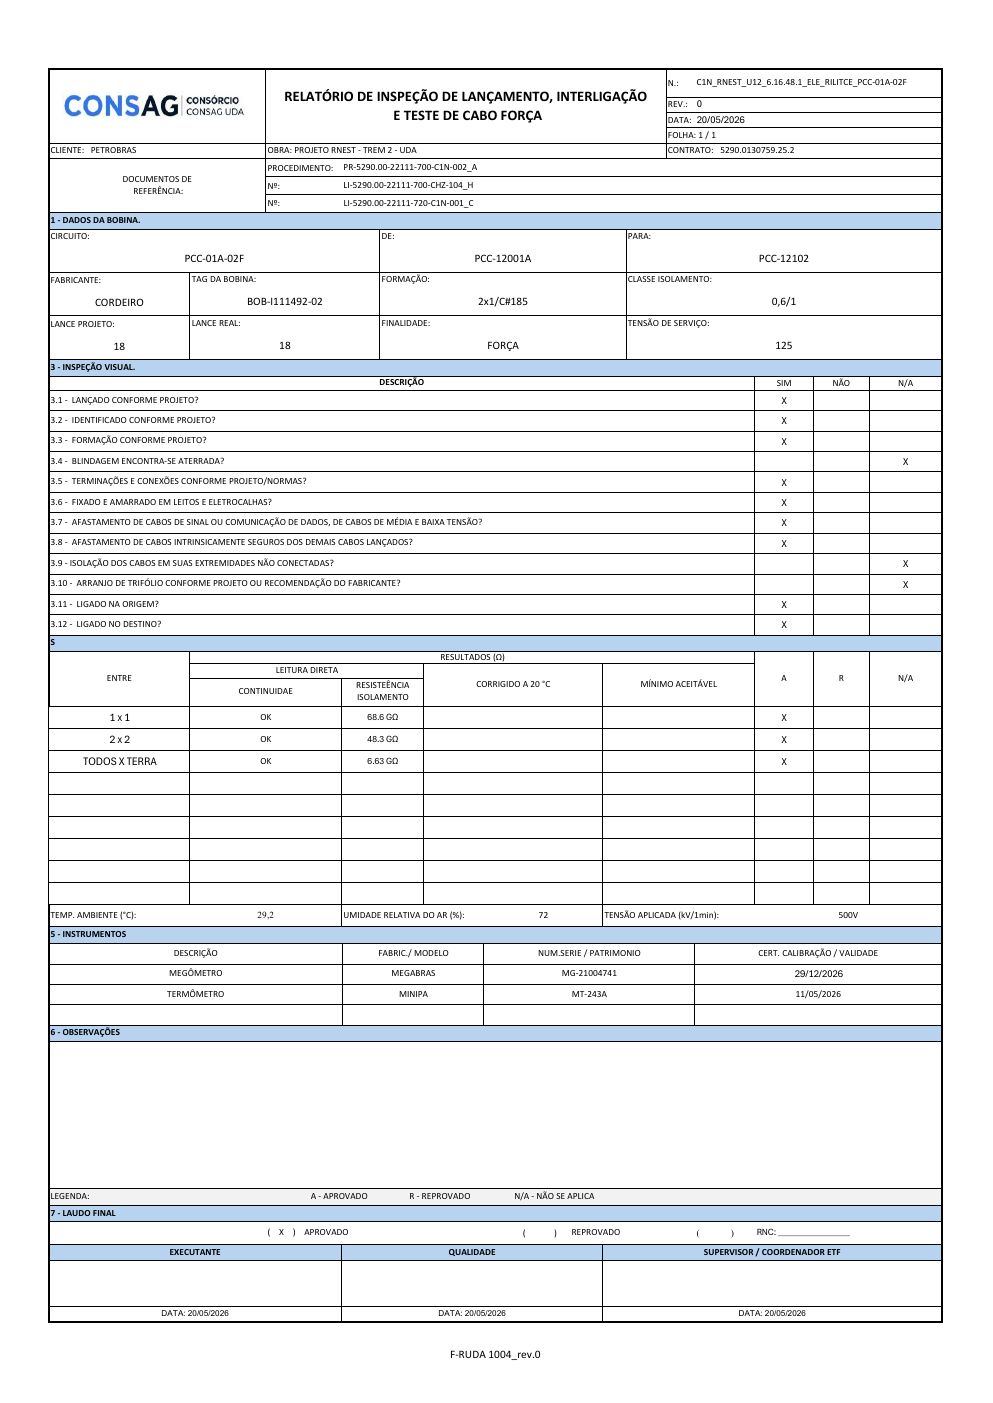 CONSAG CONSÓRCIO CONSAG UDA
RELATÓRIO DE INSPEÇÃO DE LANÇAMENTO, INTERLIGAÇÃO
E TESTE DE CABO FORÇA
N.: C1N_RNEST_U12_6.16.48.1_ELE_RILITCE_PCC-01A-02F
REV.: 0
DATA: 20/05/2026
FOLHA: 1 / 1
CLIENTE: PETROBRAS OBRA: PROJETO RNEST - TREM 2 - UDA CONTRATO: 5290.0130759.25.2
DOCUMENTOS DE
REFERÊNCIA:
PROCEDIMENTO: PR-5290.00-22111-700-C1N-002_A
Nº: LI-5290.00-22111-700-CHZ-104_H
Nº: LI-5290.00-22111-720-C1N-001_C
1 - DADOS DA BOBINA.
CIRCUITO: DE: PARA:
PCC-01A-02F PCC-12001A PCC-12102
FABRICANTE: TAG DA BOBINA: FORMAÇÃO: CLASSE ISOLAMENTO:
CORDEIRO BOB-I111492-02 2x1/C#185 0,6/1
LANCE PROJETO: LANCE REAL: FINALIDADE: TENSÃO DE SERVIÇO:
18 18 FORÇA 125
3 - INSPEÇÃO VISUAL.
DESCRIÇÃO SIM NÃO N/A
3.1 - LANÇADO CONFORME PROJETO? X
3.2 - IDENTIFICADO CONFORME PROJETO? X
3.3 - FORMAÇÃO CONFORME PROJETO? X
3.4 - BLINDAGEM ENCONTRA-SE ATERRADA? X
3.5 - TERMINAÇÕES E CONEXÕES CONFORME PROJETO/NORMAS? X
3.6 - FIXADO E AMARRADO EM LEITOS E ELETROCALHAS? X
3.7 - AFASTAMENTO DE CABOS DE SINAL OU COMUNICAÇÃO DE DADOS, DE CABOS DE MÉDIA E BAIXA TENSÃO? X
3.8 - AFASTAMENTO DE CABOS INTRINSICAMENTE SEGUROS DOS DEMAIS CABOS LANÇADOS? X
3.9 - ISOLAÇÃO DOS CABOS EM SUAS EXTREMIDADES NÃO CONECTADAS? X
3.10 - ARRANJO DE TRIFÓLIO CONFORME PROJETO OU RECOMENDAÇÃO DO FABRICANTE? X
3.11 - LIGADO NA ORIGEM? X
3.12 - LIGADO NO DESTINO? X
S
RESULTADOS (Ω)
ENTRE LEITURA DIRETA CORRIGIDO A 20 °C MÍNIMO ACEITÁVEL A R N/A
CONTINUIDAE RESISTEÊNCIA
ISOLAMENTO
1 x 1 OK 68.6 GΩ X
2 x 2 OK 48.3 GΩ X
TODOS X TERRA OK 6.63 GΩ X
TEMP. AMBIENTE (°C): 29,2 UMIDADE RELATIVA DO AR (%): 72 TENSÃO APLICADA (kV/1min): 500V
5 - INSTRUMENTOS
DESCRIÇÃO FABRIC./ MODELO NUM.SERIE / PATRIMONIO CERT. CALIBRAÇÃO / VALIDADE
MEGÔMETRO MEGABRAS MG-21004741 29/12/2026
TERMÔMETRO MINIPA MT-243A 11/05/2026
6 - OBSERVAÇÕES
LEGENDA: A - APROVADO R - REPROVADO N/A - NÃO SE APLICA
7 - LAUDO FINAL
( X ) APROVADO ( ) REPROVADO ( ) RNC: _______________
EXECUTANTE QUALIDADE SUPERVISOR / COORDENADOR ETF
DATA: 20/05/2026 DATA: 20/05/2026 DATA: 20/05/2026
F-RUDA 1004_rev.0